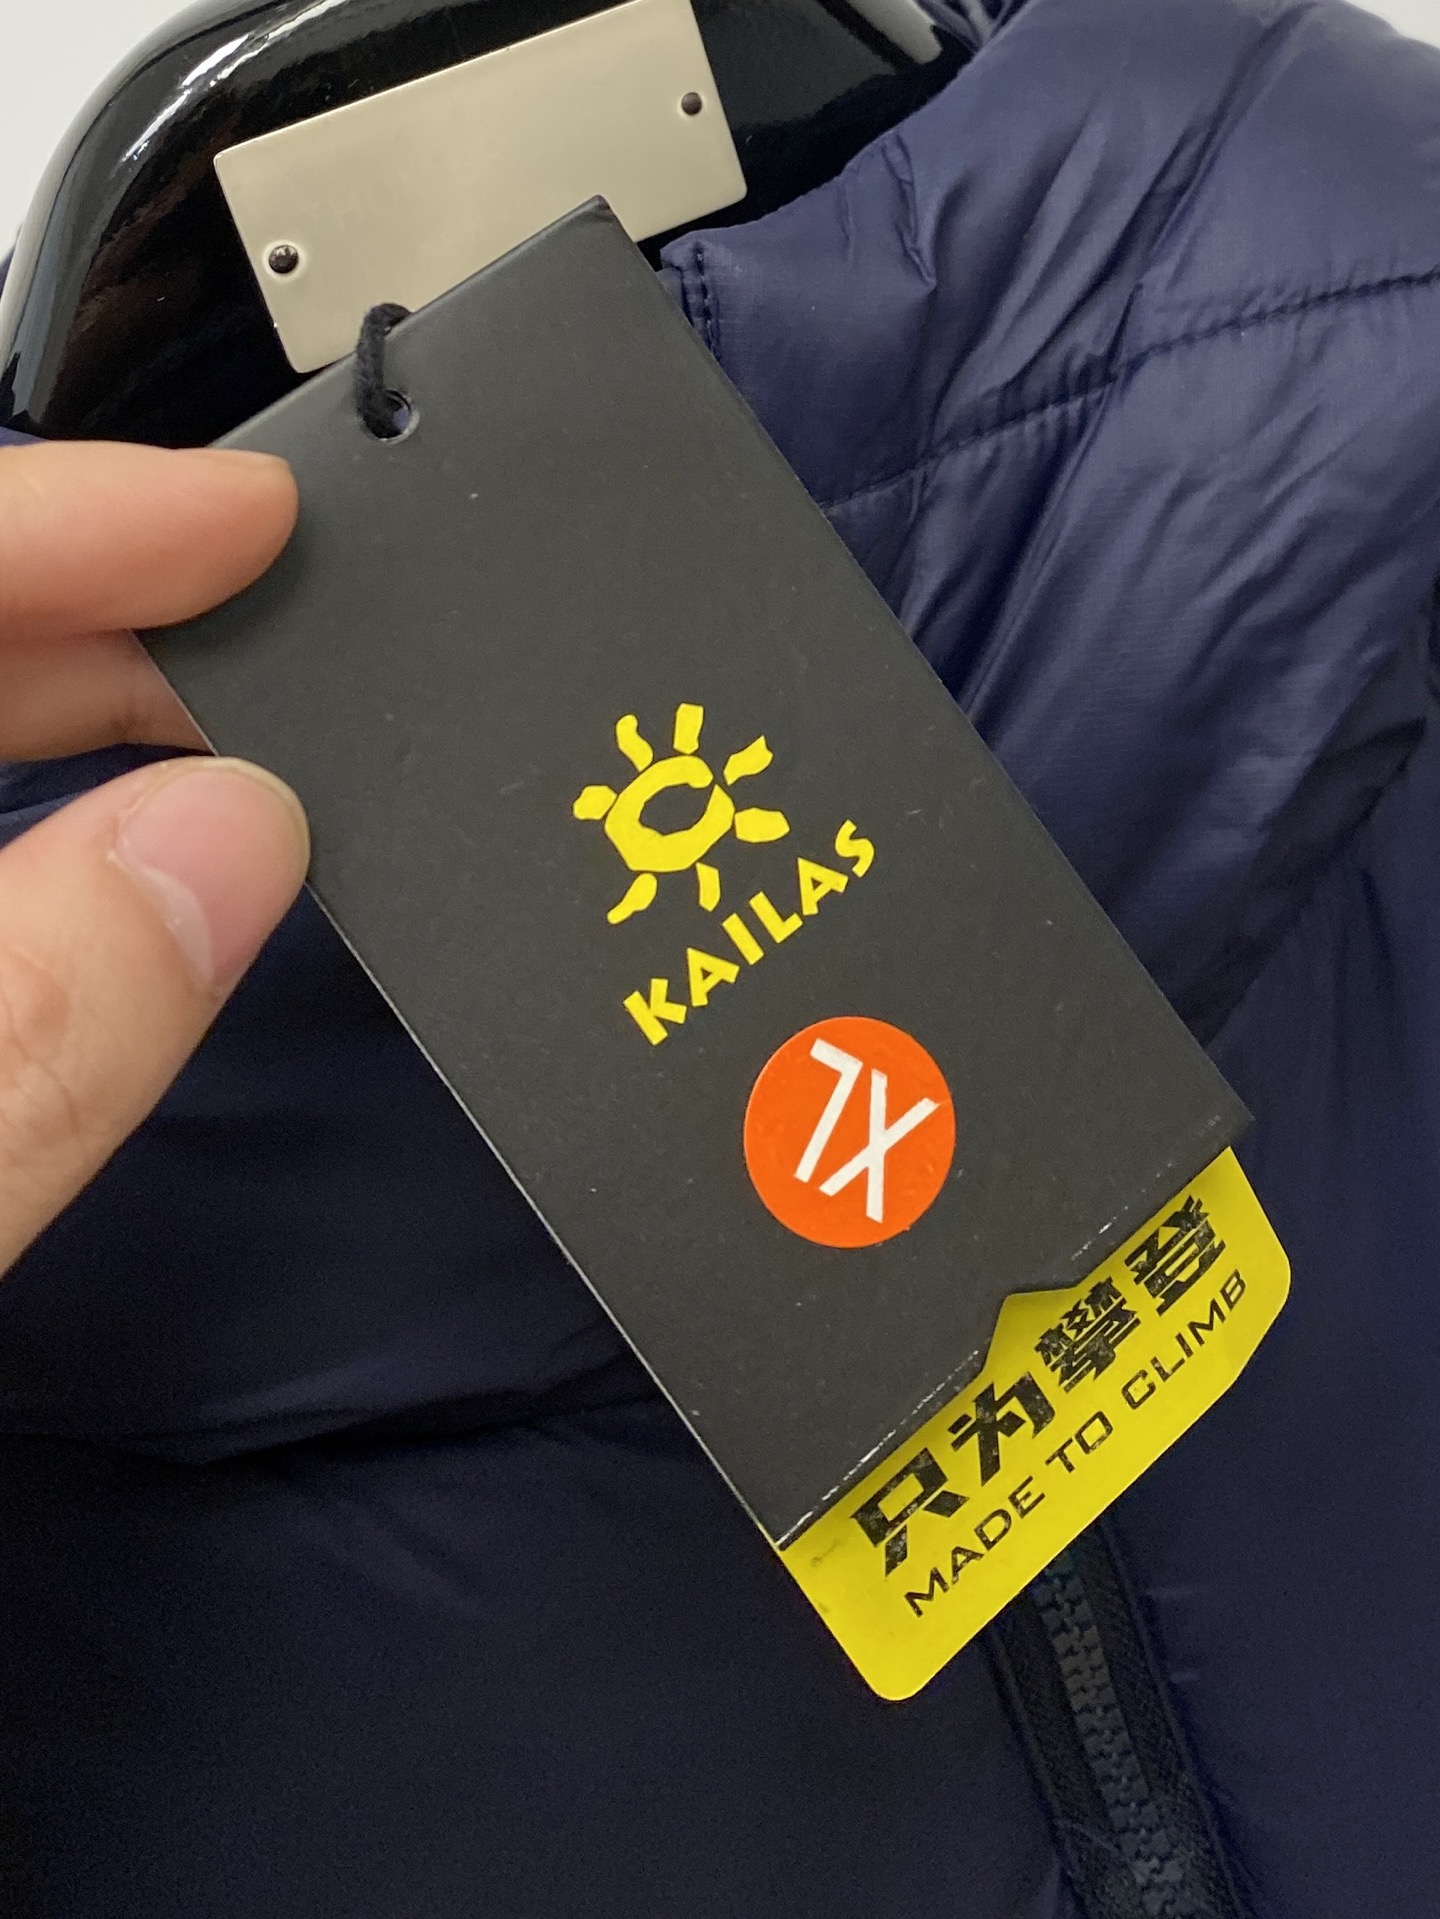 KAILAS
XL
只为攀登
MADE TO CLIMB